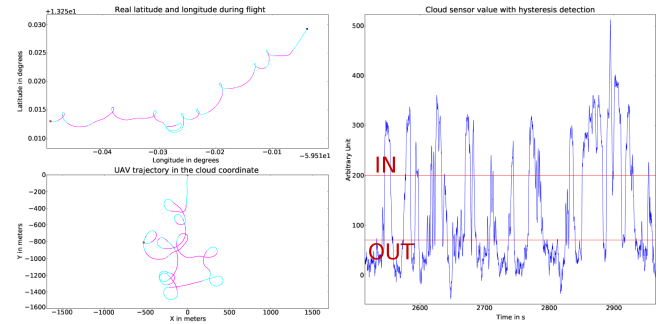 Real latitude and longitude during flight
+1.325e1
0.030
0.025
0.020
0.015
0.010
Latitude in degrees
−0.04 −0.03 −0.02 −0.01
−5.951e1
Longitude in degrees
UAV trajectory in the cloud coordinate
0
−200
−400
−600
−800
−1000
−1200
−1400
−1600
Y in meters
−1500 −1000 −500 0 500 1000 1500
X in meters
Cloud sensor value with hysteresis detection
500
400
300
200
100
0
Arbitrary Unit
IN
OUT
2600 2700 2800 2900
Time in s